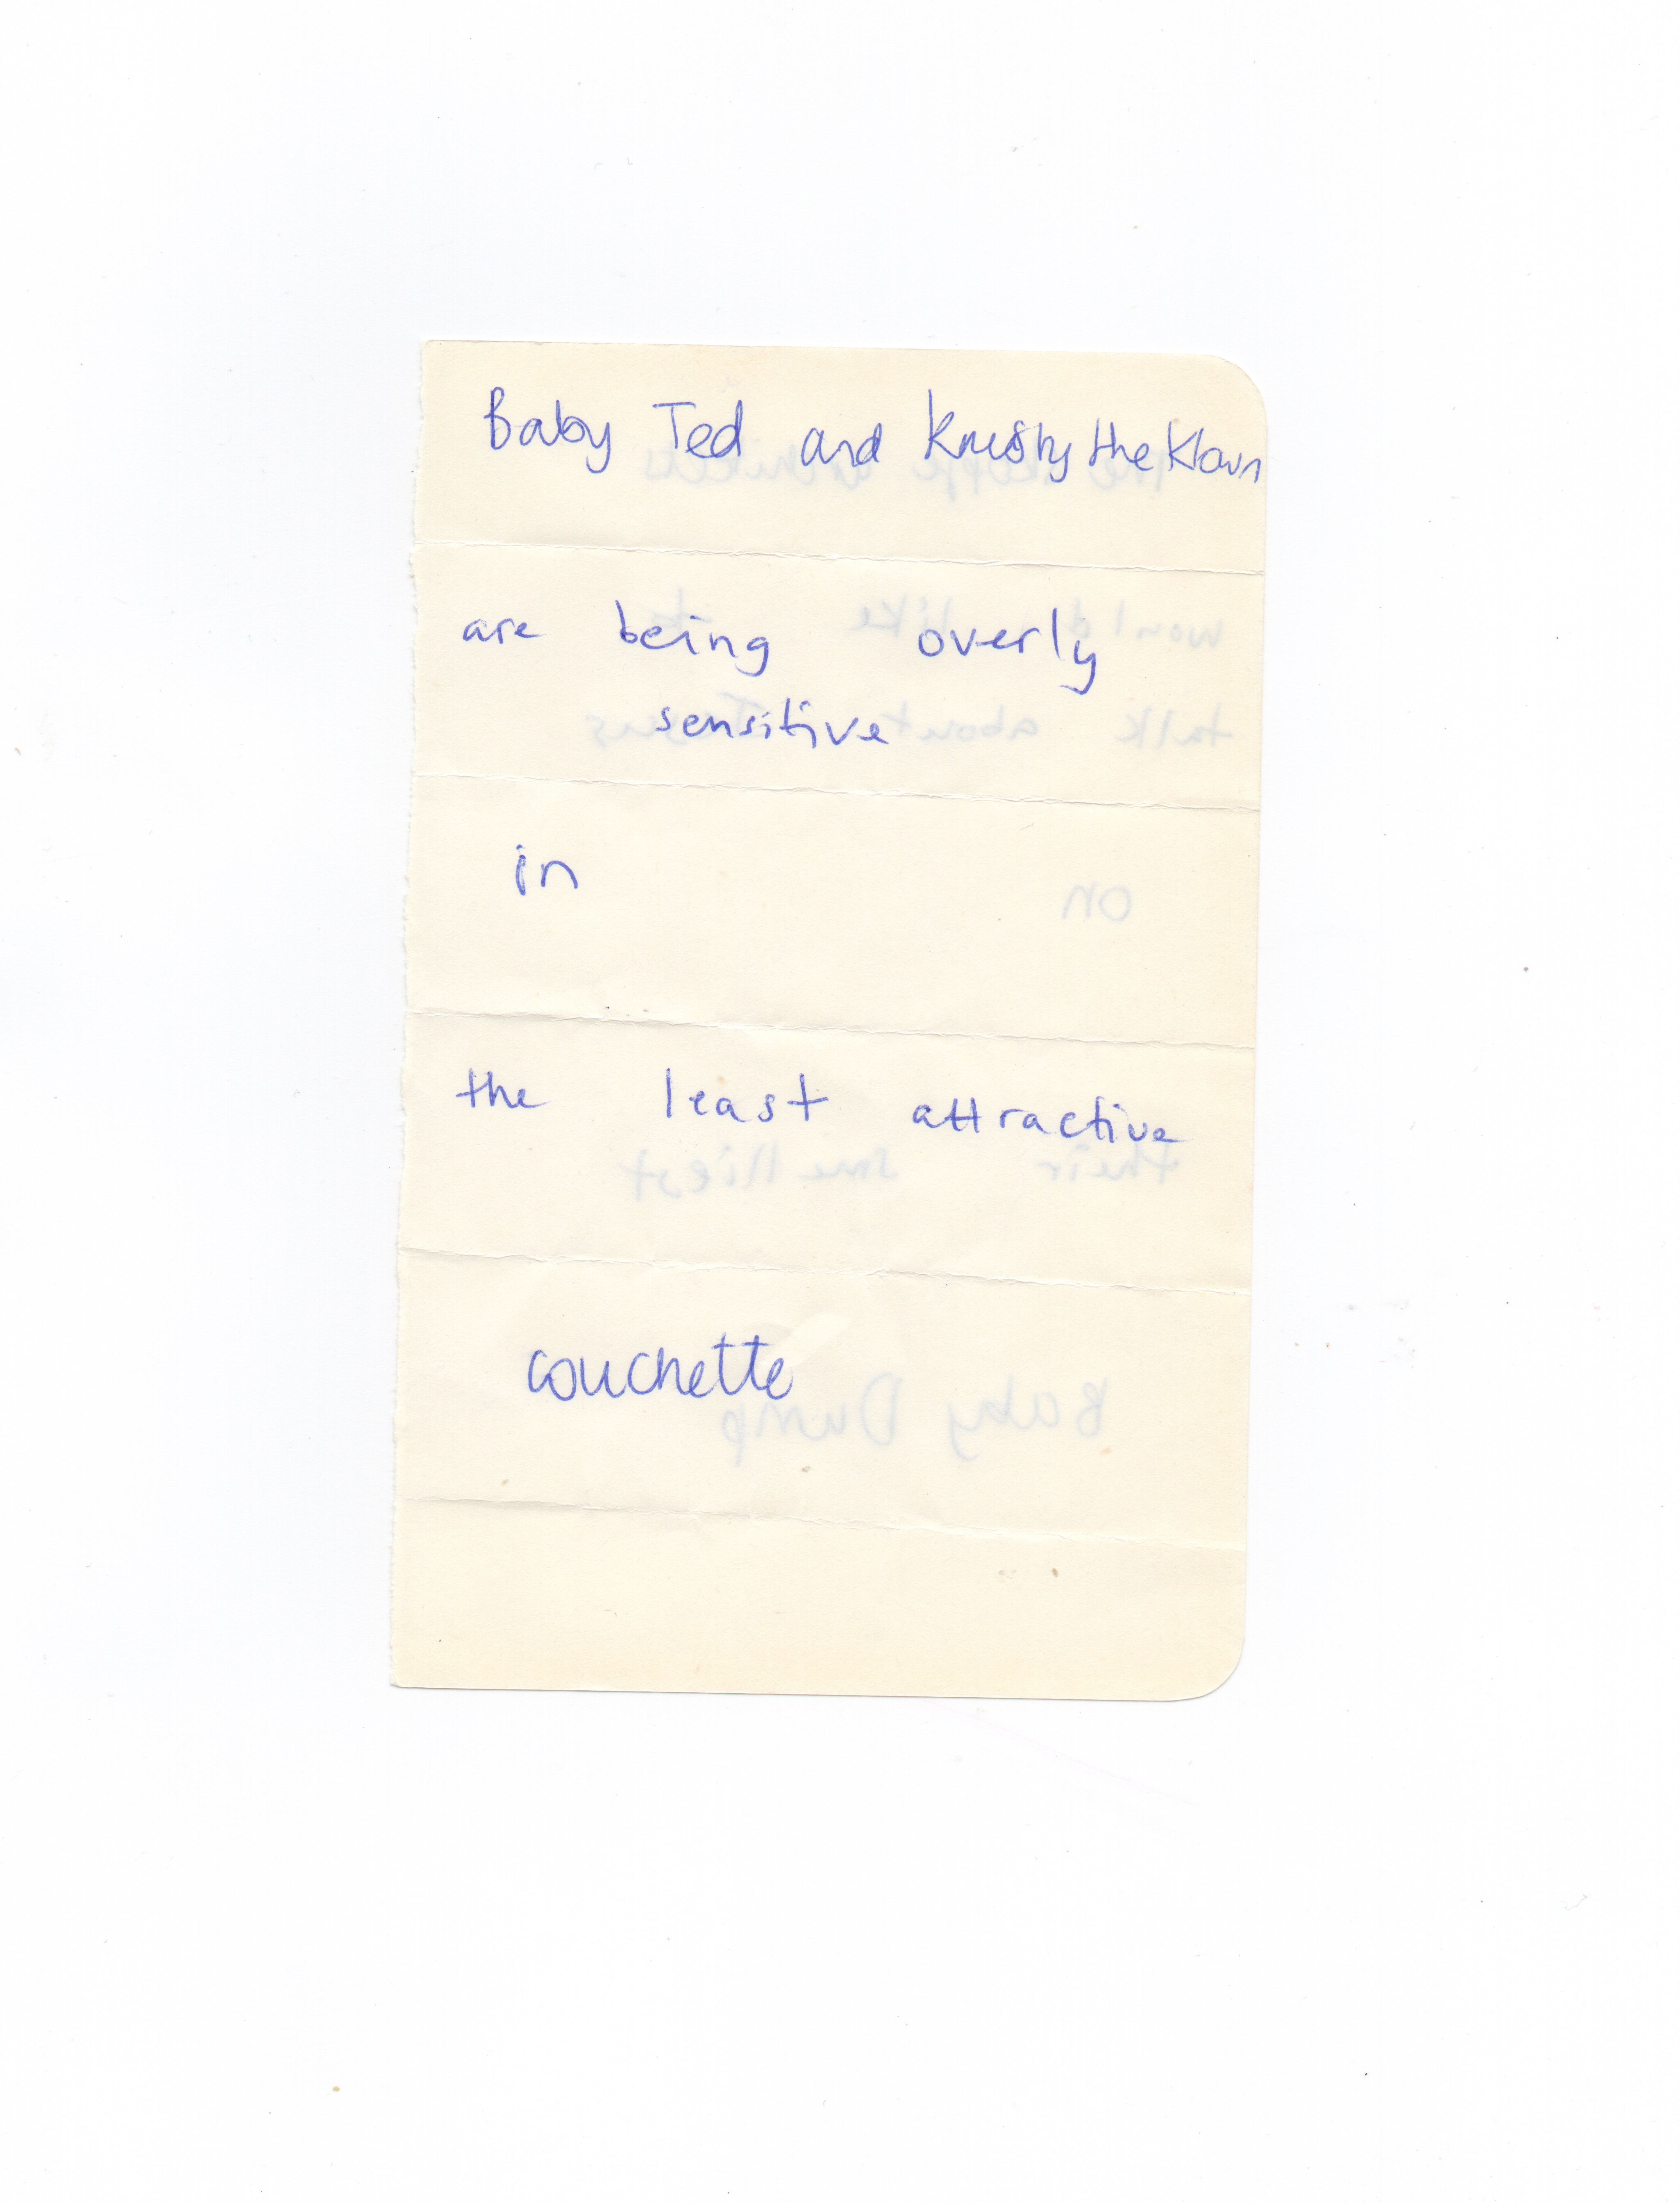 Baby Ted and Krusty the Klown
are being overly
sensitive
in
the least attractive
couchette